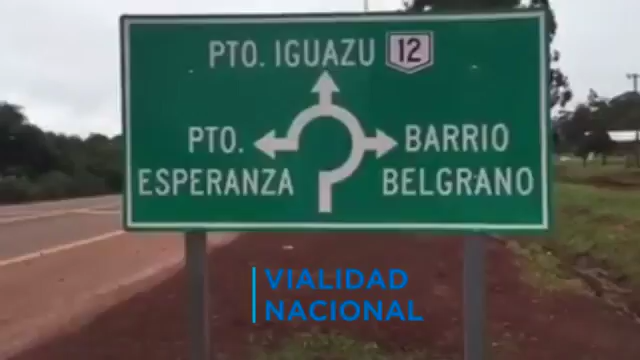 PTO. IGUAZU 12
PTO. ESPERANZA
BARRIO BELGRANO
VIALIDAD
NACIONAL